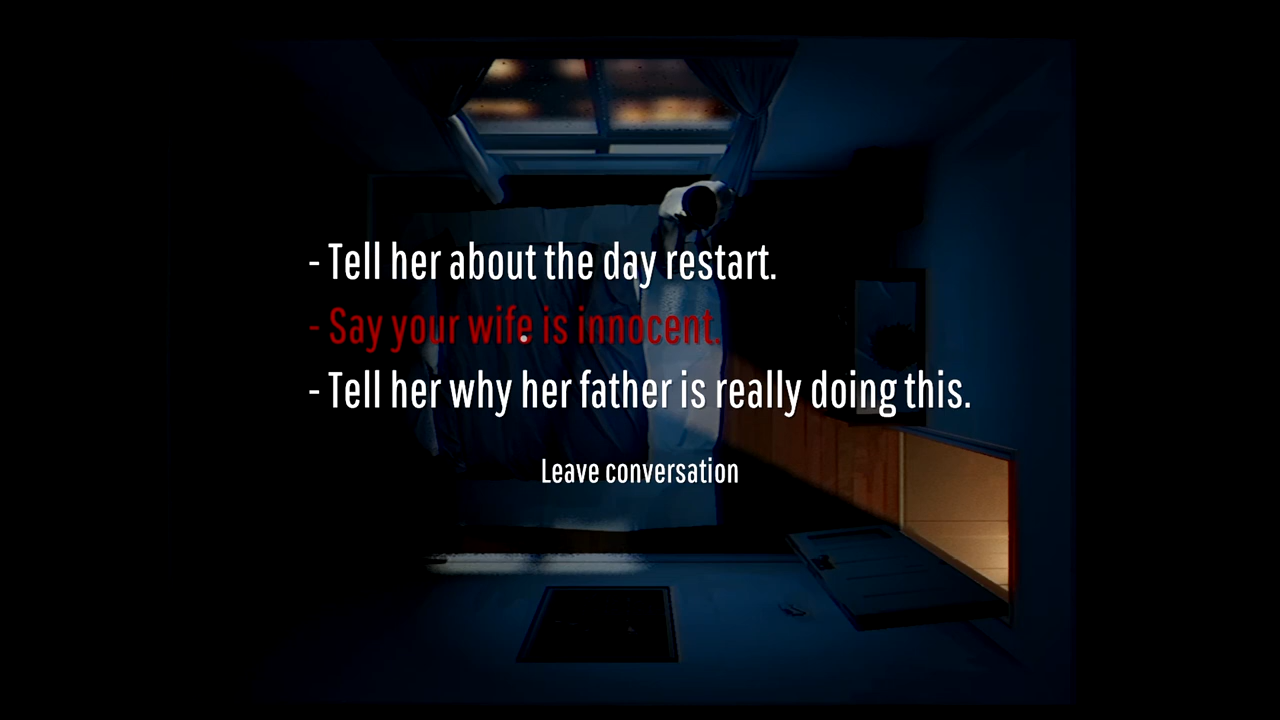 - Tell her about the day restart.
- Say your wife is innocent.
- Tell her why her father is really doing this.
Leave conversation